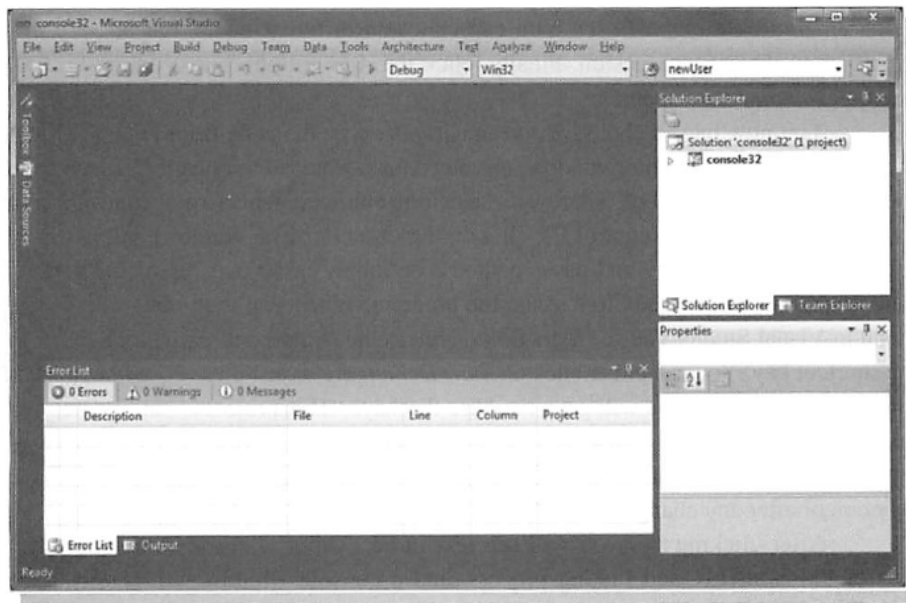 console32 - Microsoft Visual Studio
File Edit View Project Build Debug Team Data Tools Architecture Test Analyze Window Help
Debug Win32 newUser
Toolbox
Data Sources
Solution Explorer
Solution 'console32' (1 project)
console32
Solution Explorer Team Explorer
Properties
Error List
0 Errors 0 Warnings 0 Messages
Description File Line Column Project
Error List Output
Ready